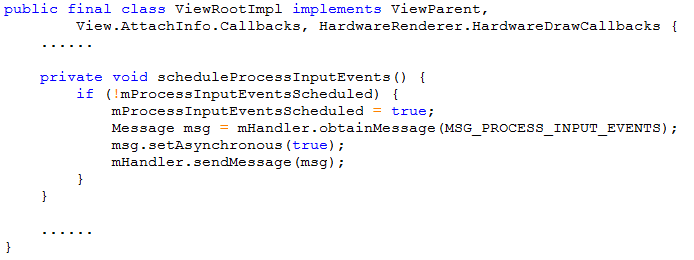 public final class ViewRootImpl implements ViewParent,
        View.AttachInfo.Callbacks, HardwareRenderer.HardwareDrawCallbacks {
    ......

    private void scheduleProcessInputEvents() {
        if (!mProcessInputEventsScheduled) {
            mProcessInputEventsScheduled = true;
            Message msg = mHandler.obtainMessage(MSG_PROCESS_INPUT_EVENTS);
            msg.setAsynchronous(true);
            mHandler.sendMessage(msg);
        }
    }

    ......
}